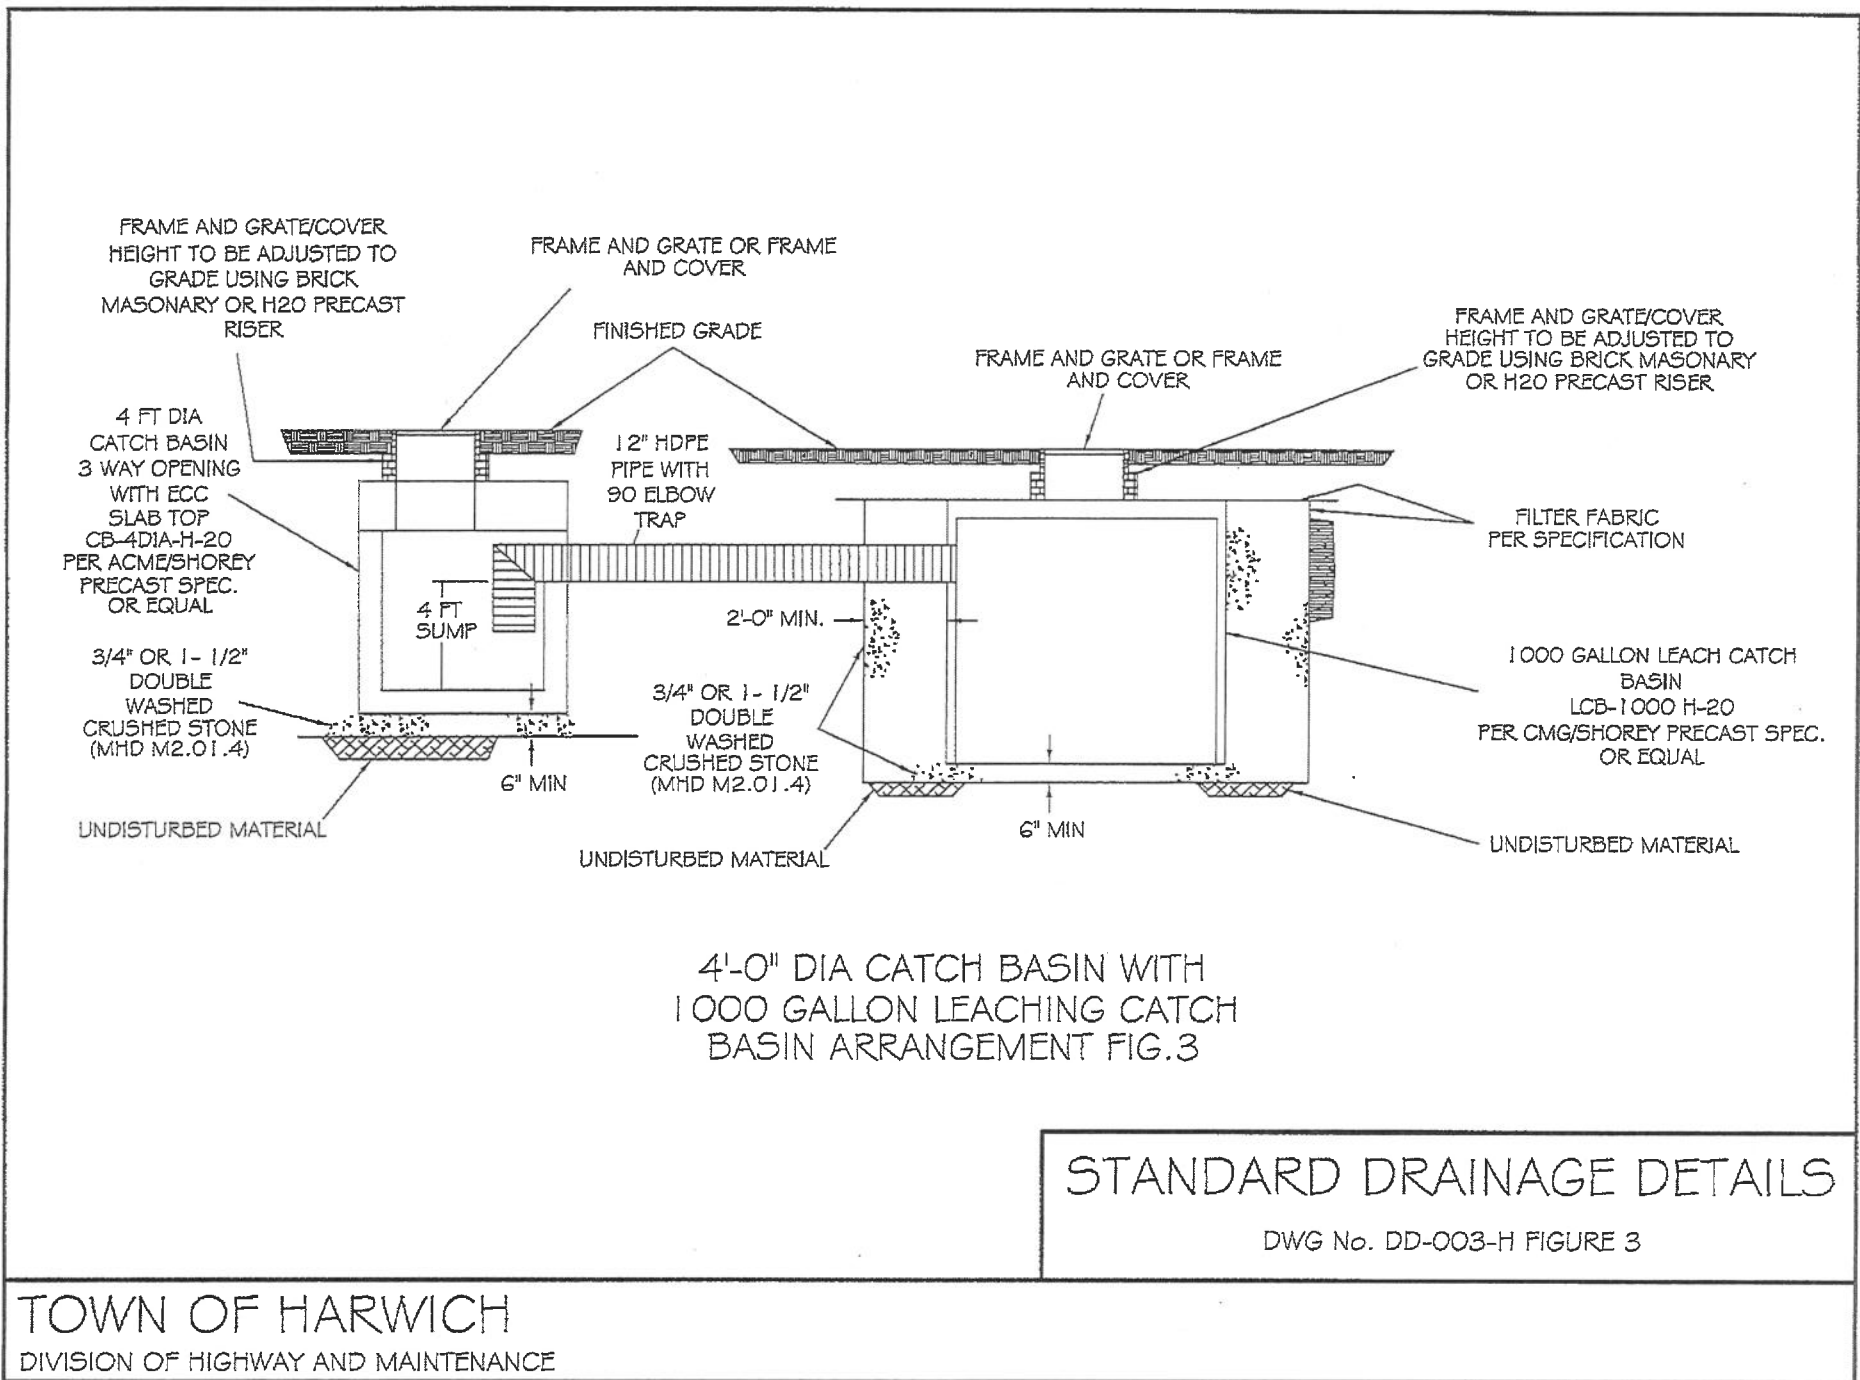 FRAME AND GRATE/COVER
HEIGHT TO BE ADJUSTED TO
GRADE USING BRICK
MASONARY OR H20 PRECAST
RISER
FRAME AND GRATE OR FRAME
AND COVER
FINISHED GRADE
FRAME AND GRATE OR FRAME
AND COVER
FRAME AND GRATE/COVER
HEIGHT TO BE ADJUSTED TO
GRADE USING BRICK MASONARY
OR H20 PRECAST RISER
4 FT DIA
CATCH BASIN
3 WAY OPENING
WITH ECC
SLAB TOP
CB-4DIA-H-20
PER ACME/SHOREY
PRECAST SPEC.
OR EQUAL
12" HDPE
PIPE WITH
90 ELBOW
TRAP
FILTER FABRIC
PER SPECIFICATION
4 FT
SUMP
2'-0" MIN.
3/4" OR 1- 1/2"
DOUBLE
WASHED
CRUSHED STONE
(MHD M2.01.4)
6" MIN
3/4" OR 1- 1/2"
DOUBLE
WASHED
CRUSHED STONE
(MHD M2.01.4)
1000 GALLON LEACH CATCH
BASIN
LCB-1000 H-20
PER CMG/SHOREY PRECAST SPEC.
OR EQUAL
UNDISTURBED MATERIAL
UNDISTURBED MATERIAL
6" MIN
UNDISTURBED MATERIAL
4'-0" DIA CATCH BASIN WITH
1000 GALLON LEACHING CATCH
BASIN ARRANGEMENT FIG.3
STANDARD DRAINAGE DETAILS
DWG No. DD-003-H FIGURE 3
TOWN OF HARWICH
DIVISION OF HIGHWAY AND MAINTENANCE